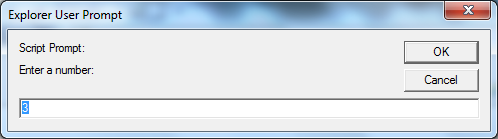 Explorer User Prompt
Script Prompt:
OK
Enter a number:
Cancel
3